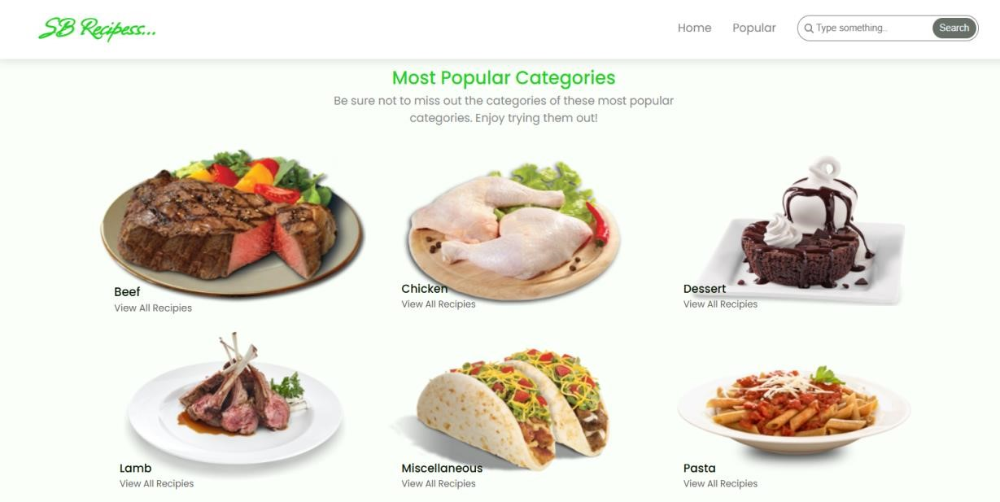 SB Recipess...
Home
Popular
Type something..
Search
Most Popular Categories
Be sure not to miss out the categories of these most popular
categories. Enjoy trying them out!
Beef
View All Recipies
Chicken
View All Recipies
Dessert
View All Recipies
Lamb
View All Recipies
Miscellaneous
View All Recipies
Pasta
View All Recipies